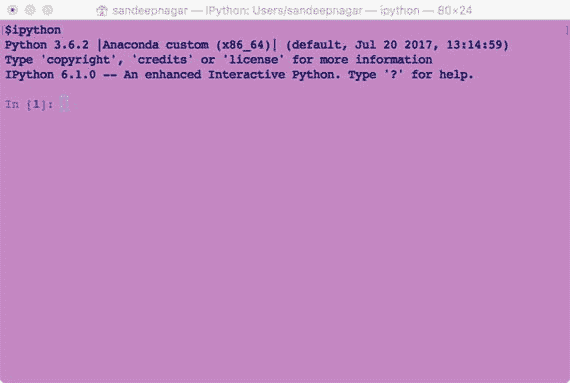 sandeepnagar — IPython: Users/sandeepnagar — ipython — 80×24
$ipython
Python 3.6.2 |Anaconda custom (x86_64)| (default, Jul 20 2017, 13:14:59)
Type 'copyright', 'credits' or 'license' for more information
IPython 6.1.0 -- An enhanced Interactive Python. Type '?' for help.
In [1]: